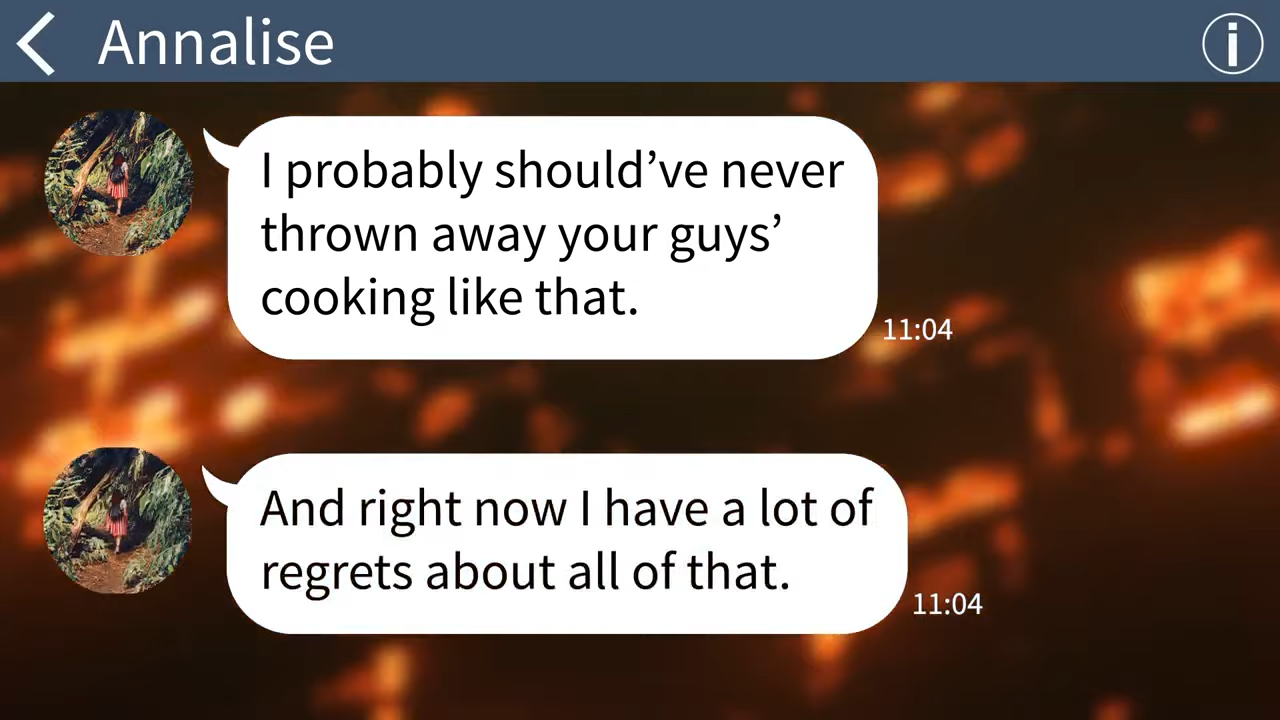 Annalise
I probably should’ve never
thrown away your guys’
cooking like that.
11:04
And right now I have a lot of
regrets about all of that.
11:04